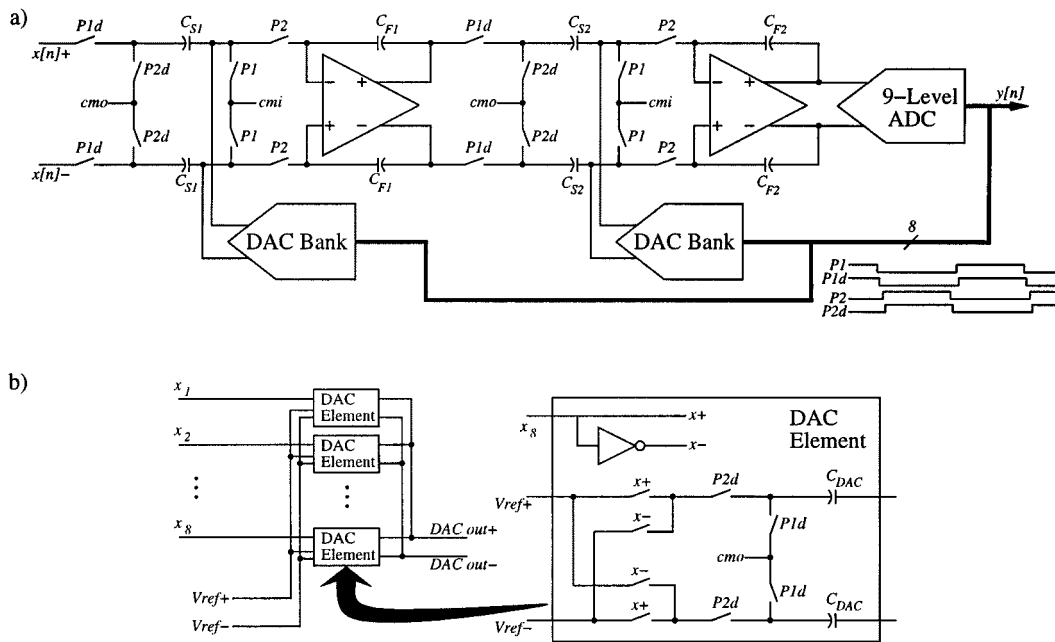 a)
P1d C_S1 P2 C_F1 P1d C_S2 P2 C_F2
x[n]+
P2d P1 P2d P1
cmo cmi cmo cmi
+ − + −
− + − +
9−Level
ADC
y[n]
P2d P1 P2d P1
P1d P2 P1d P2
x[n]−
C_S1 C_F1 C_S2 C_F2
DAC Bank DAC Bank
8
P1
P1d
P2
P2d
b)
x_1
DAC
Element
x_2
DAC
Element
x_8
DAC
Element
DAC out+
DAC out−
Vref+
Vref−
DAC
Element
x_8
x+
x−
Vref+
x+ P2d C_DAC
x−
P1d
cmo
x−
P1d
Vref−
x+ P2d C_DAC